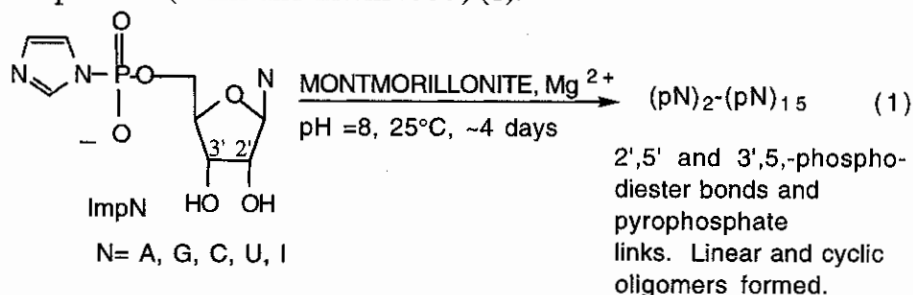 O
N
N-P-O
N
O
O
–
3' 2'
HO OH
ImpN
N= A, G, C, U, I
MONTMORILLONITE, Mg 2+
pH =8, 25°C, ~4 days
(pN)2-(pN)15 (1)
2',5' and 3',5,-phospho-
diester bonds and
pyrophosphate
links. Linear and cyclic
oligomers formed.